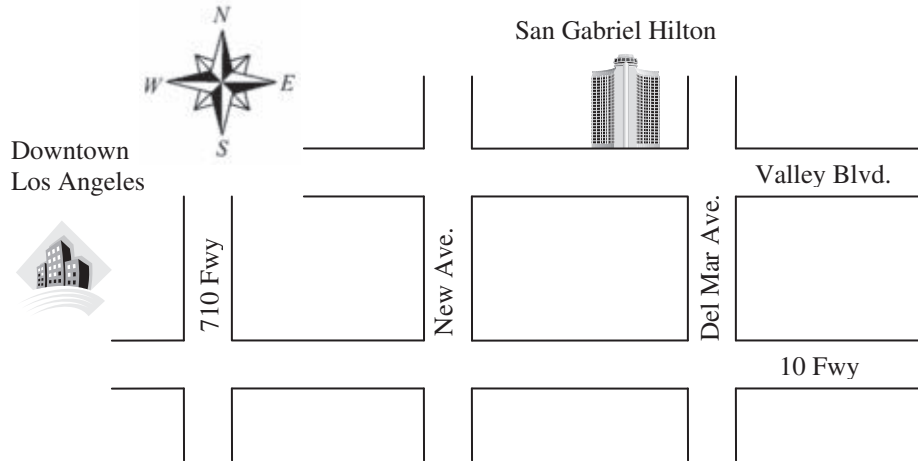 N
San Gabriel Hilton
W
E
S
Downtown
Los Angeles
Valley Blvd.
710 Fwy
New Ave.
Del Mar Ave.
10 Fwy